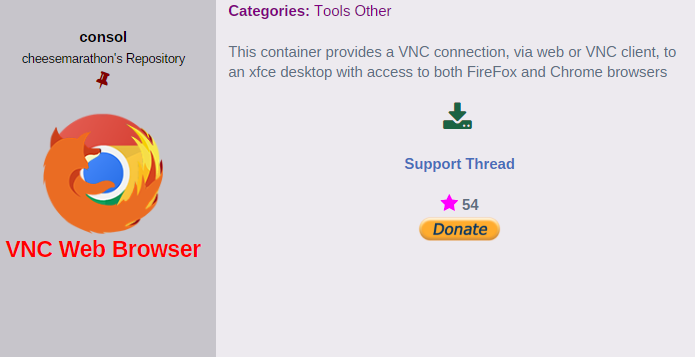 consol
cheesemarathon's Repository
VNC Web Browser
Categories: Tools Other
This container provides a VNC connection, via web or VNC client, to
an xfce desktop with access to both FireFox and Chrome browsers
Support Thread
54
Donate